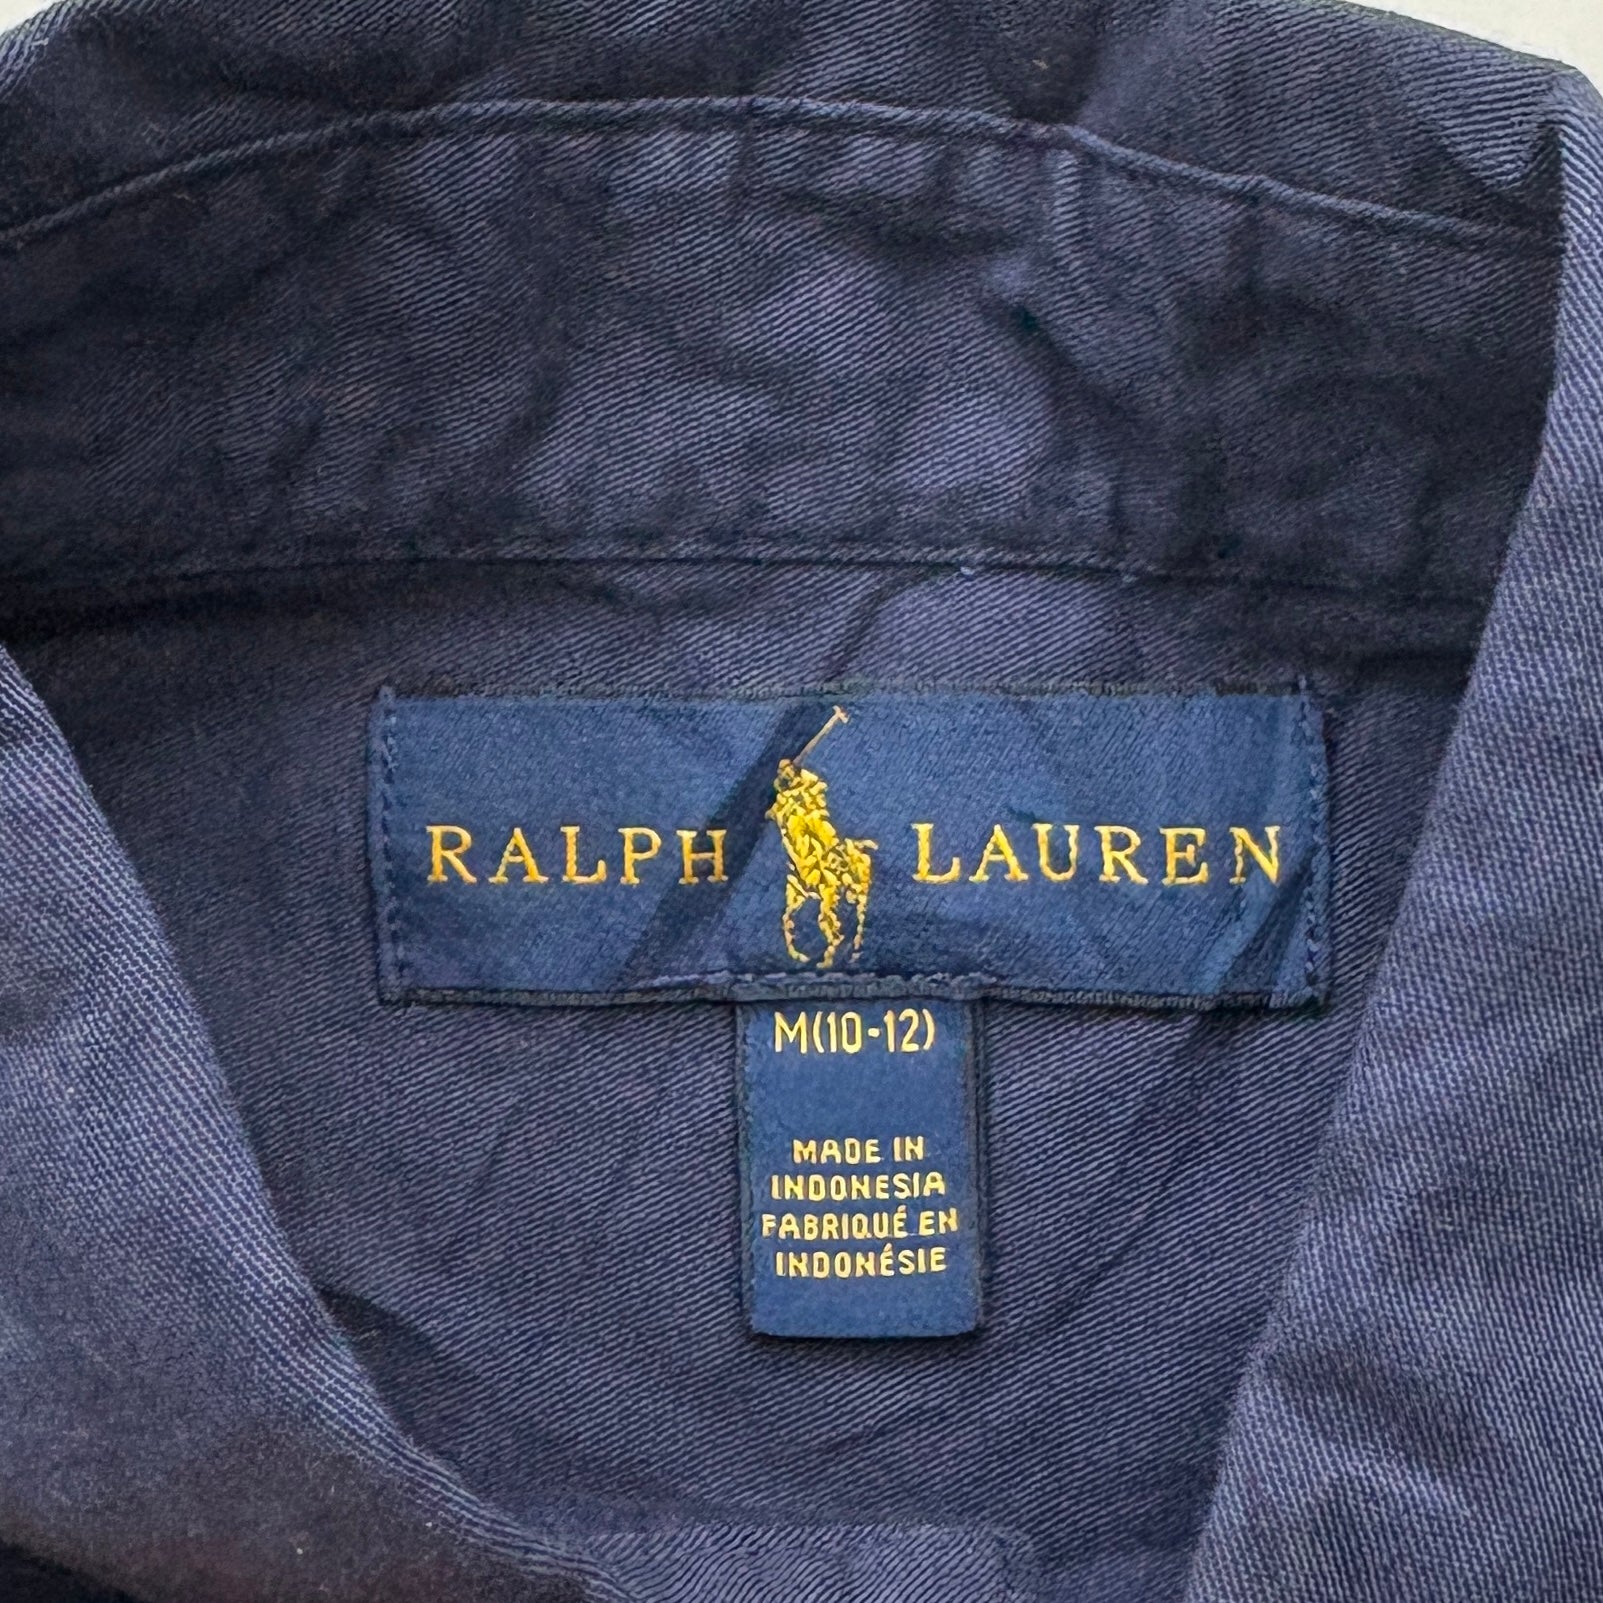 RALPH LAUREN
M(10-12)
MADE IN
INDONESIA
FABRIQUÉ EN
INDONÉSIE